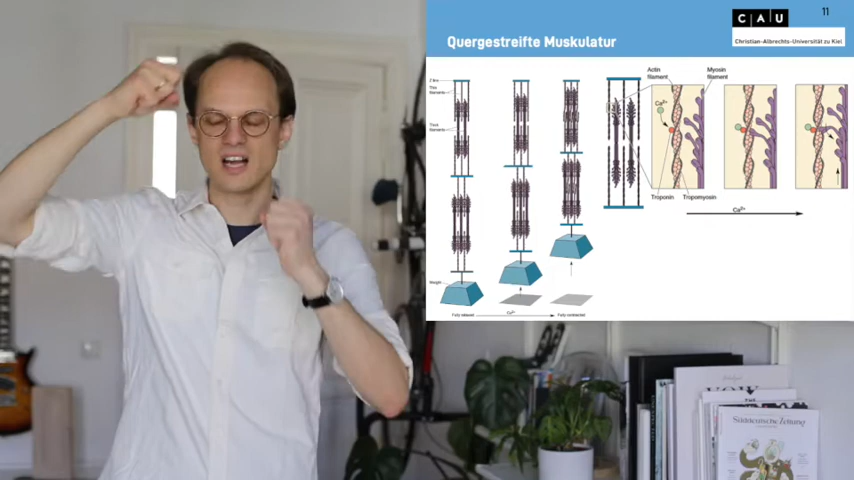 11
CAU
Christian-Albrechts-Universität zu Kiel
Quergestreifte Muskulatur
Z line
Thin
filaments
Thick
filaments
Weight
Fully relaxed
Ca²⁺
Fully contracted
Actin
filament
Myosin
filament
Ca²⁺
Troponin
Tropomyosin
Ca²⁺
Süddeutsche Zeitung